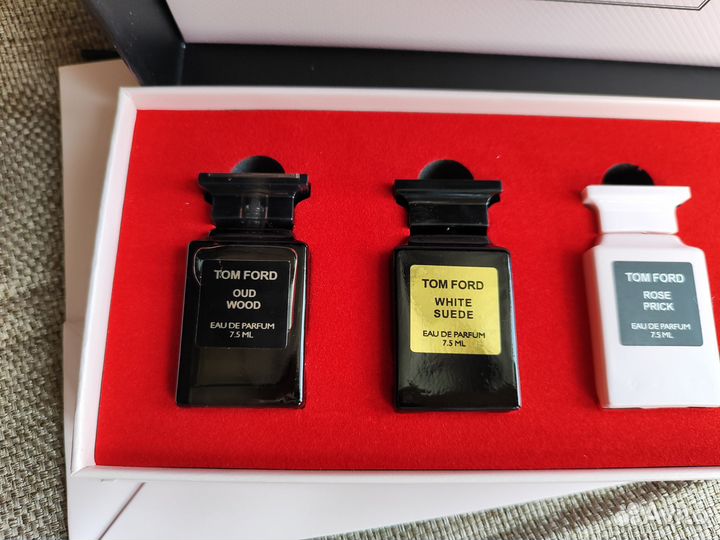 TOM FORD
OUD
WOOD
EAU DE PARFUM
7.5 ML
TOM FORD
WHITE
SUEDE
EAU DE PARFUM
7.5 ML
TOM FORD
ROSE
PRICK
EAU DE PARFUM
7.5 ML
Avito